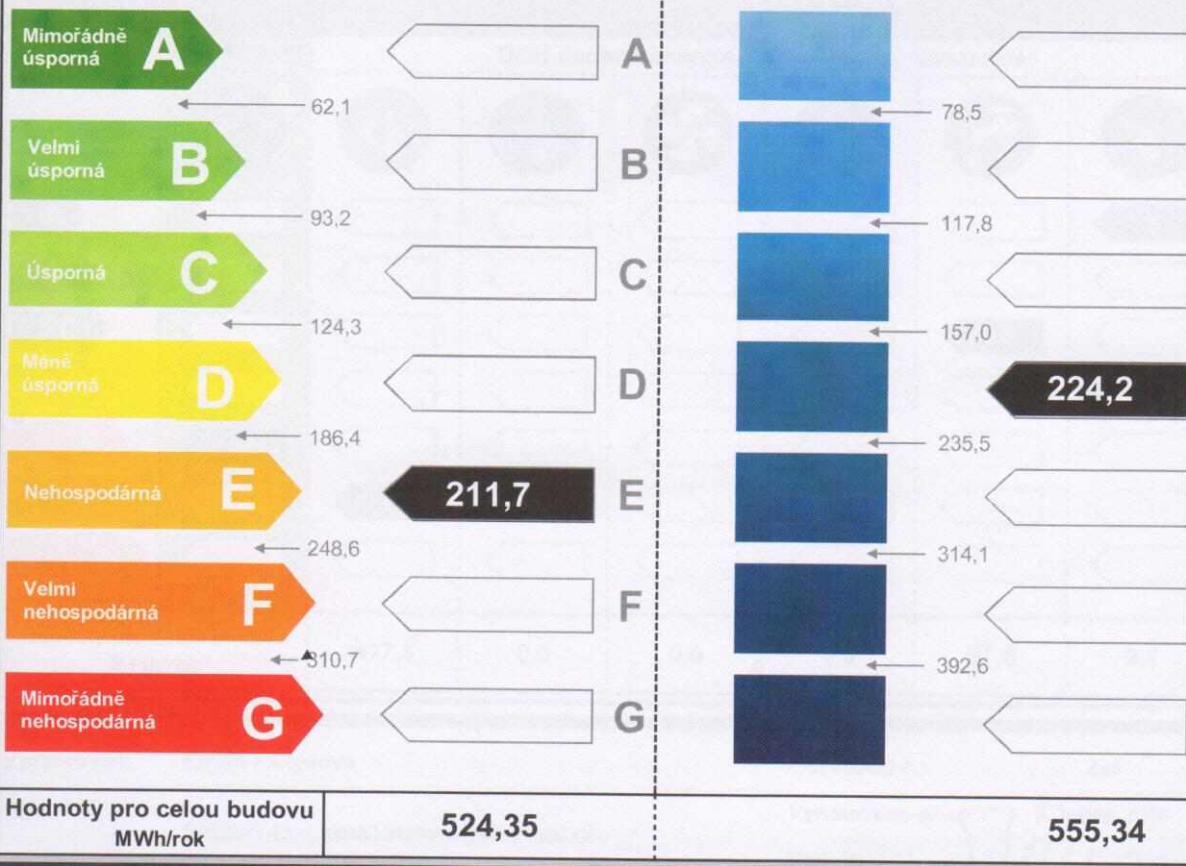 Mimořádně
úsporná
A
A
62,1
78,5
Velmi
úsporná
B
B
93,2
117,8
Úsporná
C
C
124,3
157,0
Méně
úsporná
D
D
224,2
186,4
235,5
Nehospodárná
E
211,7
E
248,6
314,1
Velmi
nehospodárná
F
F
310,7
392,6
Mimořádně
nehospodárná
G
G
Hodnoty pro celou budovu
MWh/rok
524,35
555,34